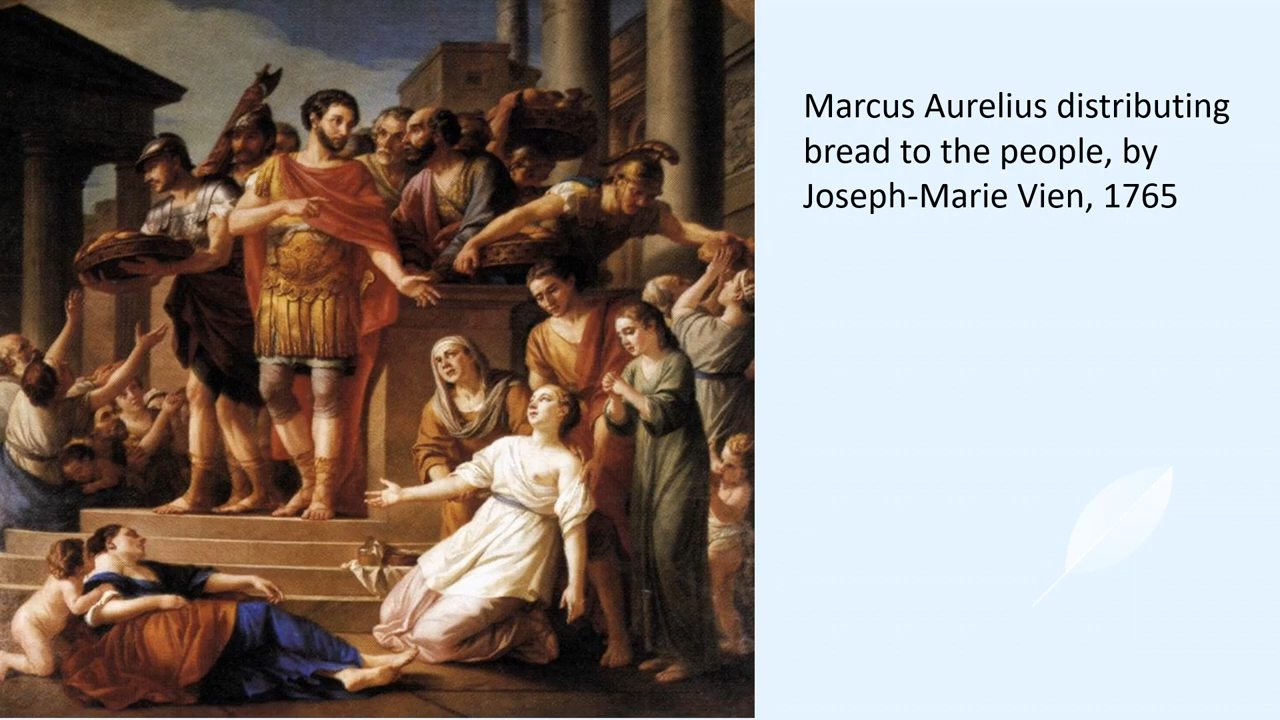 Marcus Aurelius distributing
bread to the people, by
Joseph-Marie Vien, 1765